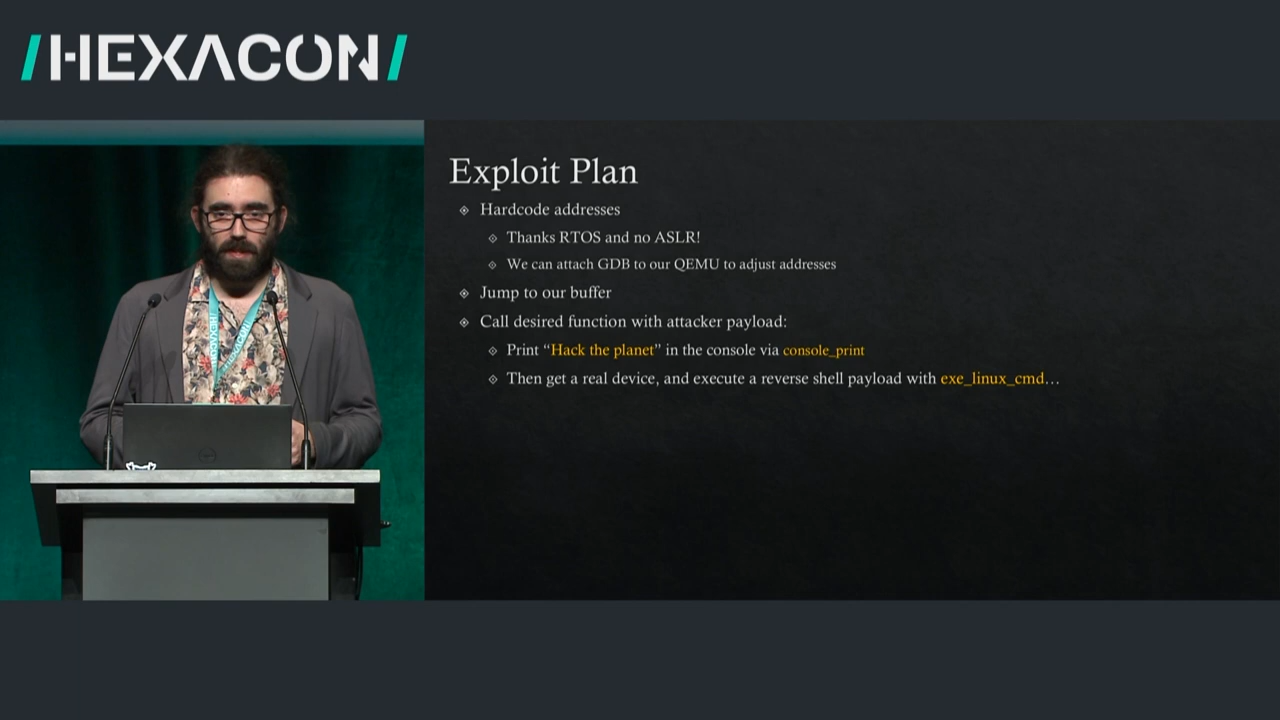 /HEXACON/
Exploit Plan
Hardcode addresses
Thanks RTOS and no ASLR!
We can attach GDB to our QEMU to adjust addresses
Jump to our buffer
Call desired function with attacker payload:
Print “Hack the planet” in the console via console_print
Then get a real device, and execute a reverse shell payload with exe_linux_cmd…
HEXACON